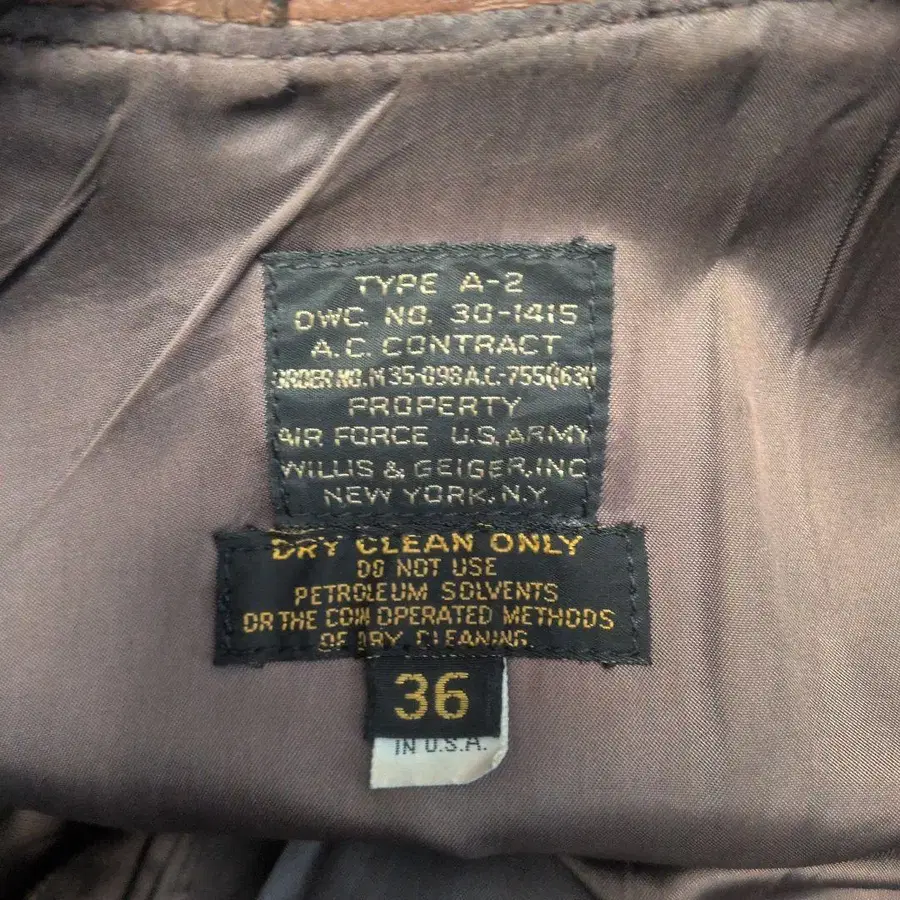 TYPE A-2
DWG. NO. 30-1415
A.C. CONTRACT
ORDER NO. M35-098 A.C.-755(163)
PROPERTY
AIR FORCE U.S. ARMY
WILLIS & GEIGER, INC
NEW YORK, N.Y.
DRY CLEAN ONLY
DO NOT USE
PETROLEUM SOLVENTS
OR THE COIN OPERATED METHODS
OF DRY CLEANING
36
IN U.S.A.